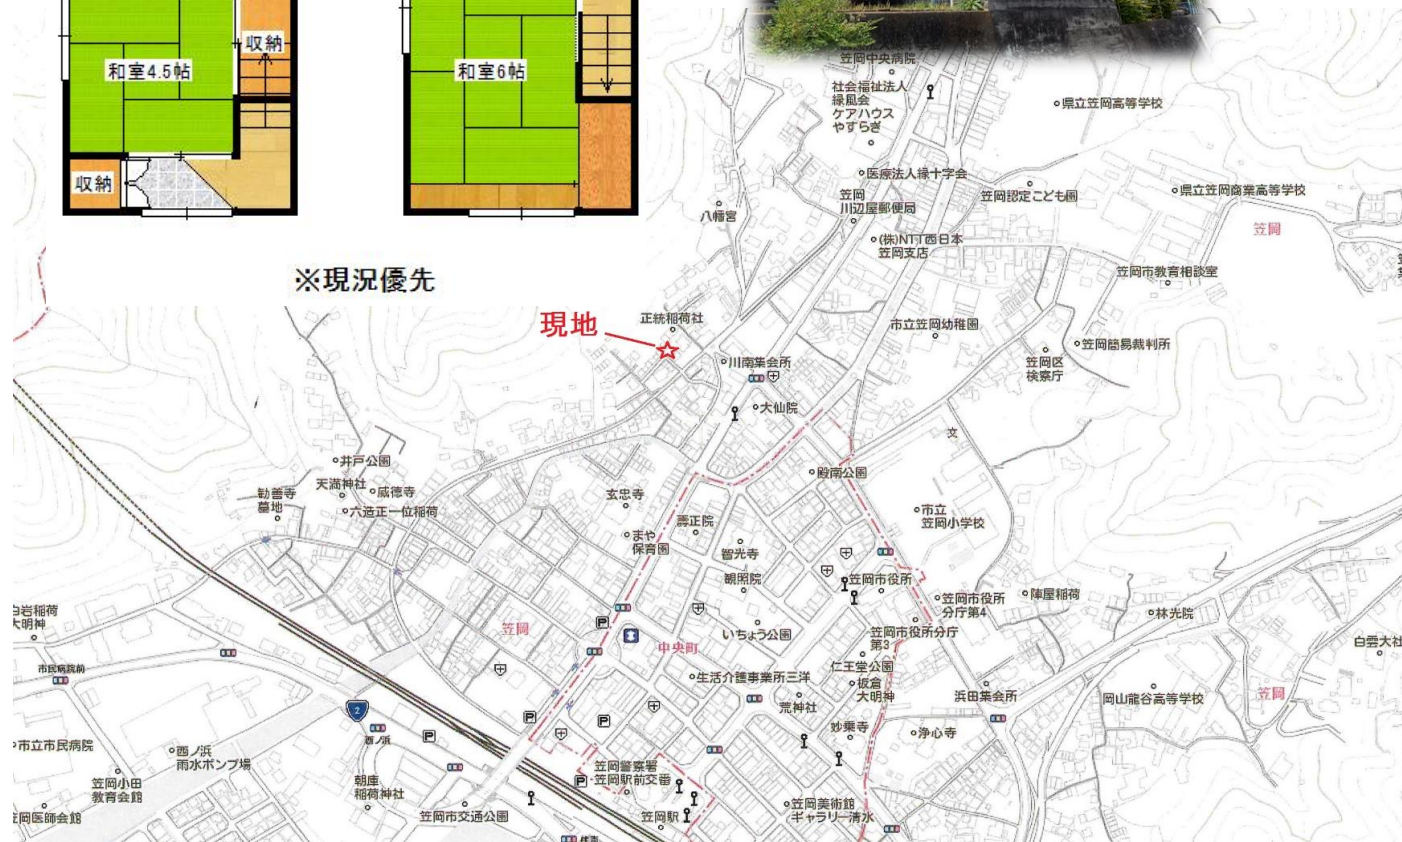 収納
和室4.5帖
和室6帖
収納
※現況優先
現地
笠岡中央病院
社会福祉法人
緑風会
ケアハウス
やすらぎ
県立笠岡高等学校
医療法人緑十字会
笠岡
川辺屋郵便局
笠岡認定こども園
県立笠岡商業高等学校
八幡宮
(株)NTT西日本
笠岡支店
笠岡
笠岡市教育相談室
正統稲荷社
市立笠岡幼稚園
川南集会所
笠岡区
検察庁
笠岡簡易裁判所
大仙院
文
井戸公園
天満神社
威徳寺
殿南公園
勧善寺
墓地
六造正一位稲荷
玄忠寺
壽正院
市立
笠岡小学校
まや
保育園
智光寺
観照院
笠岡市役所
笠岡市役所
分庁第4
陣屋稲荷
林光院
白岩稲荷
大明神
笠岡
いちょう公園
笠岡市役所分庁
第3
白雲大社
中央町
市民病院前
生活介護事業所三洋
仁王堂公園
板倉
大明神
浜田集会所
岡山龍谷高等学校
笠岡
荒神社
2
西ノ浜
妙乗寺
浄心寺
市立市民病院
西ノ浜
雨水ポンプ場
笠岡小田
教育会館
朝鹿
稲荷神社
笠岡警察署
笠岡駅前交番
笠岡医師会館
笠岡市交通公園
笠岡駅
笠岡美術館
ギャラリー清水
P
P
P
P
P